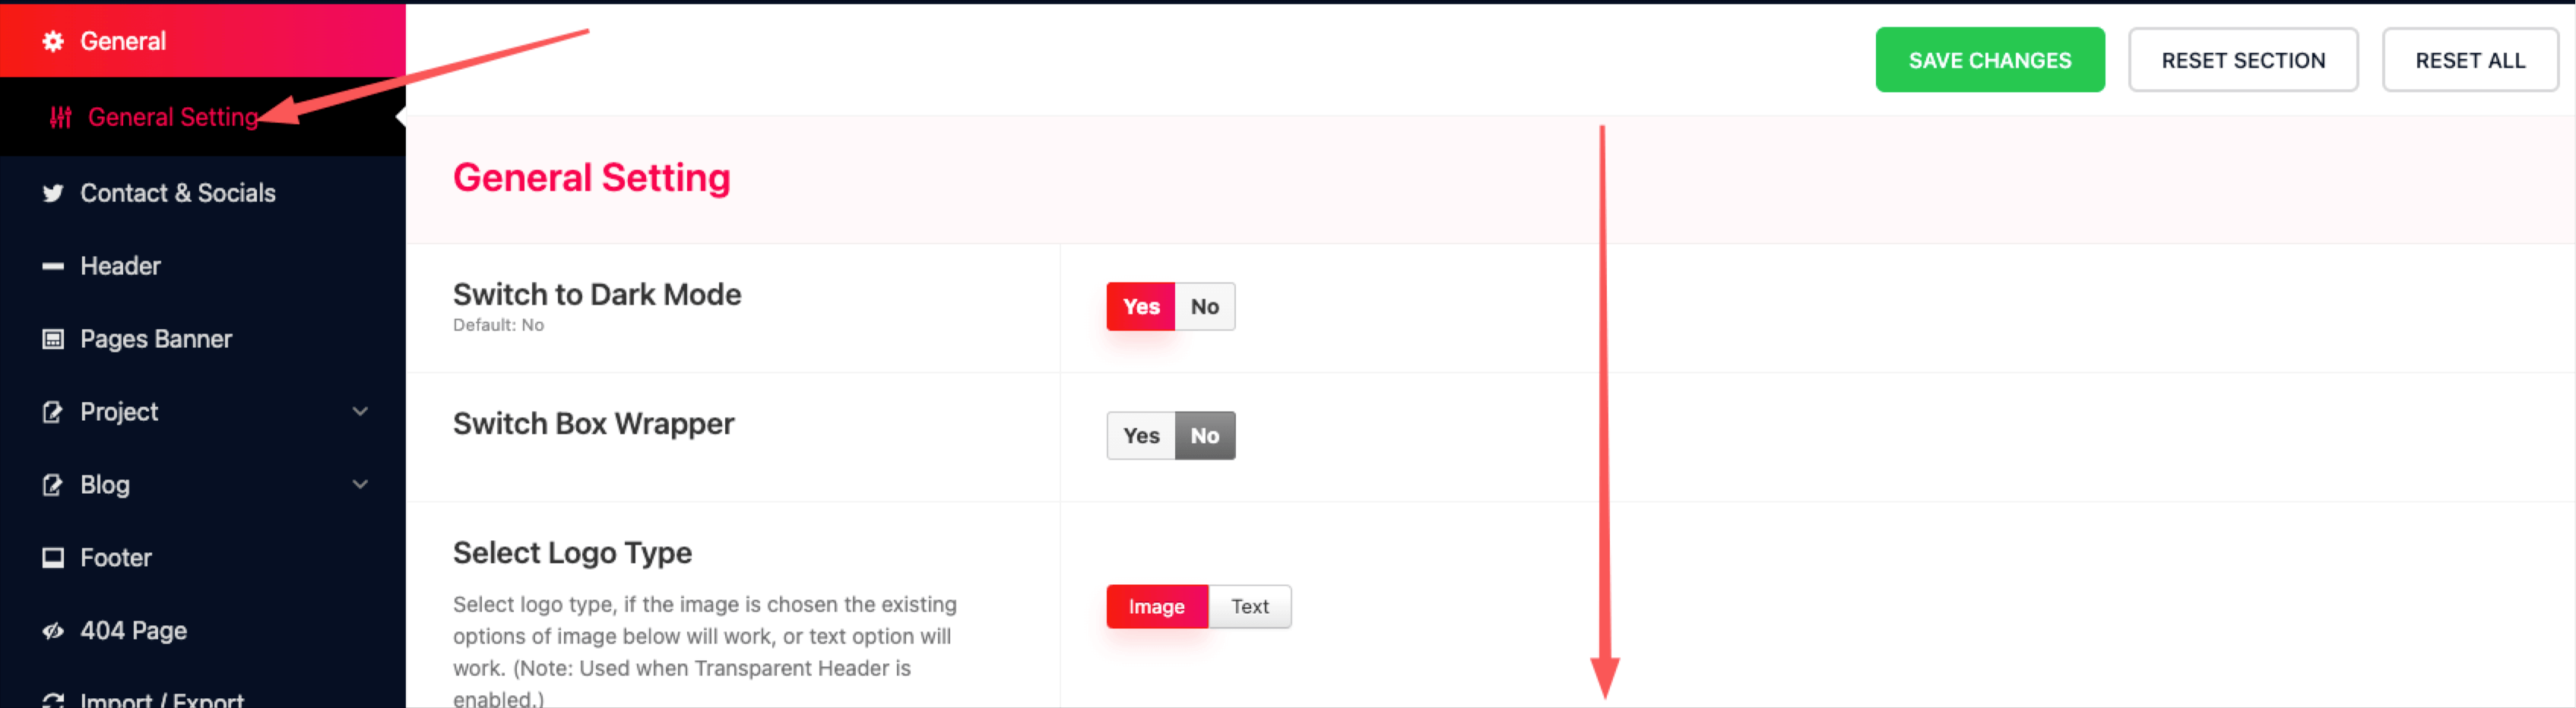 General
General Setting
Contact & Socials
Header
Pages Banner
Project
Blog
Footer
404 Page
Import / Export
SAVE CHANGES
RESET SECTION
RESET ALL
General Setting
Switch to Dark Mode
Default: No
Yes No
Switch Box Wrapper
Yes No
Select Logo Type
Select logo type, if the image is chosen the existing
options of image below will work, or text option will
work. (Note: Used when Transparent Header is
enabled.)
Image Text